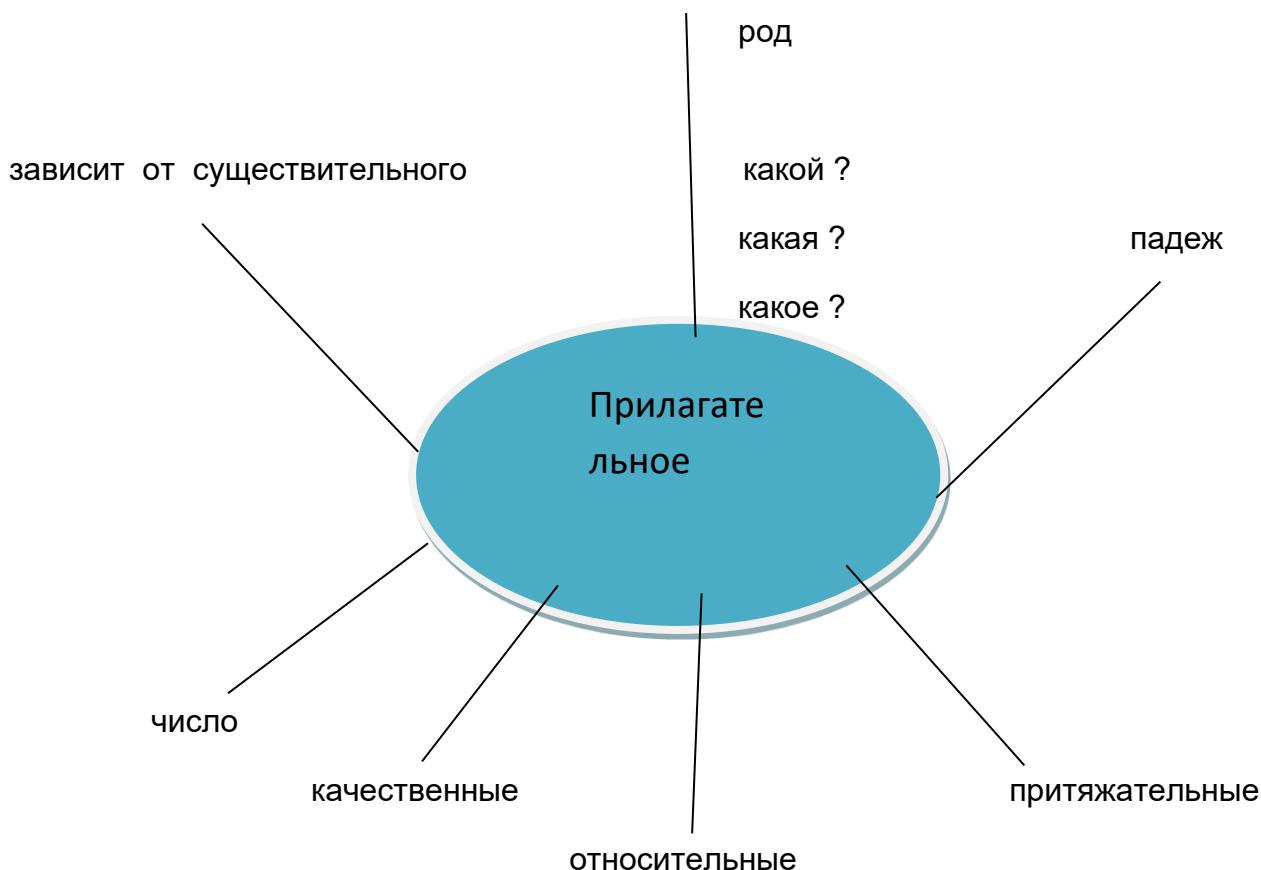 род
зависит от существительного
какой ?
какая ?
падеж
какое ?
Прилагате
льное
число
качественные
притяжательные
относительные